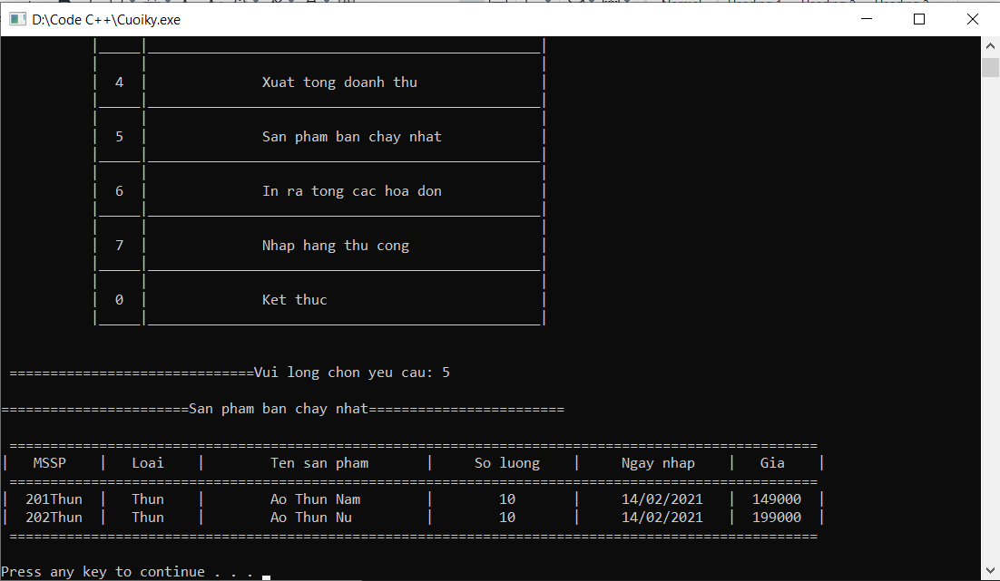 D:\Code C++\Cuoiky.exe
4 Xuat tong doanh thu
5 San pham ban chay nhat
6 In ra tong cac hoa don
7 Nhap hang thu cong
0 Ket thuc
==============================Vui long chon yeu cau: 5
=======================San pham ban chay nhat========================
| MSSP | Loai | Ten san pham | So luong | Ngay nhap | Gia |
| 201Thun | Thun | Ao Thun Nam | 10 | 14/02/2021 | 149000 |
| 202Thun | Thun | Ao Thun Nu | 10 | 14/02/2021 | 199000 |
Press any key to continue . . .